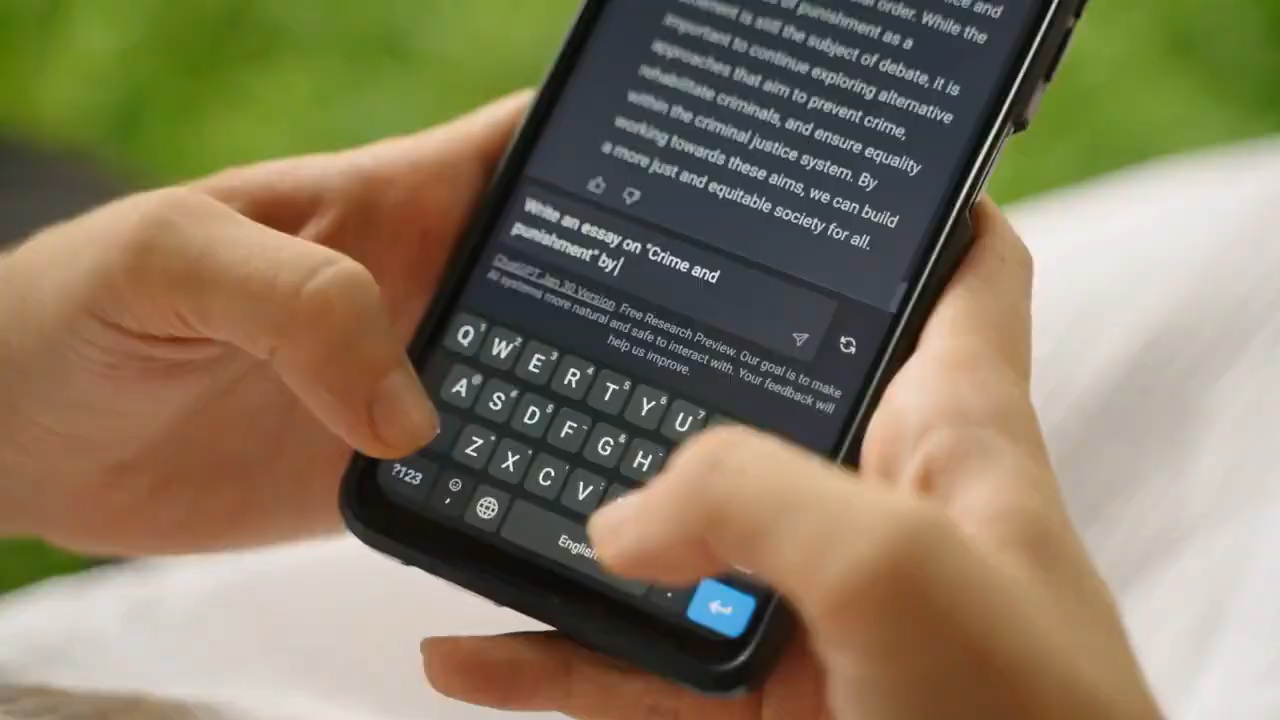 of punishment as a
is still the subject of debate, it is
important to continue exploring alternative
approaches that aim to prevent crime,
rehabilitate criminals, and ensure equality
within the criminal justice system. By
working towards these aims, we can build
a more just and equitable society for all.
Write an essay on "Crime and
punishment" by
ChatGPT Jan 30 Version. Free Research Preview. Our goal is to make
AI systems more natural and safe to interact with. Your feedback will
help us improve.
Q W E R T Y U
A S D F G H
Z X C V
?123 English